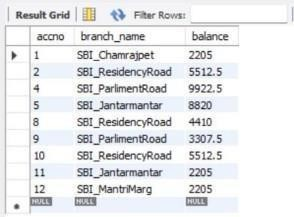 Result Grid Filter Rows:
accno branch_name balance
1 SBI_Chamrajpet 2205
2 SBI_ResidencyRoad 5512.5
4 SBI_ParlimentRoad 9922.5
5 SBI_Jantarmantar 8820
8 SBI_ResidencyRoad 4410
9 SBI_ParlimentRoad 3307.5
10 SBI_ResidencyRoad 5512.5
11 SBI_Jantarmantar 2205
12 SBI_MantriMarg 2205
NULL NULL NULL